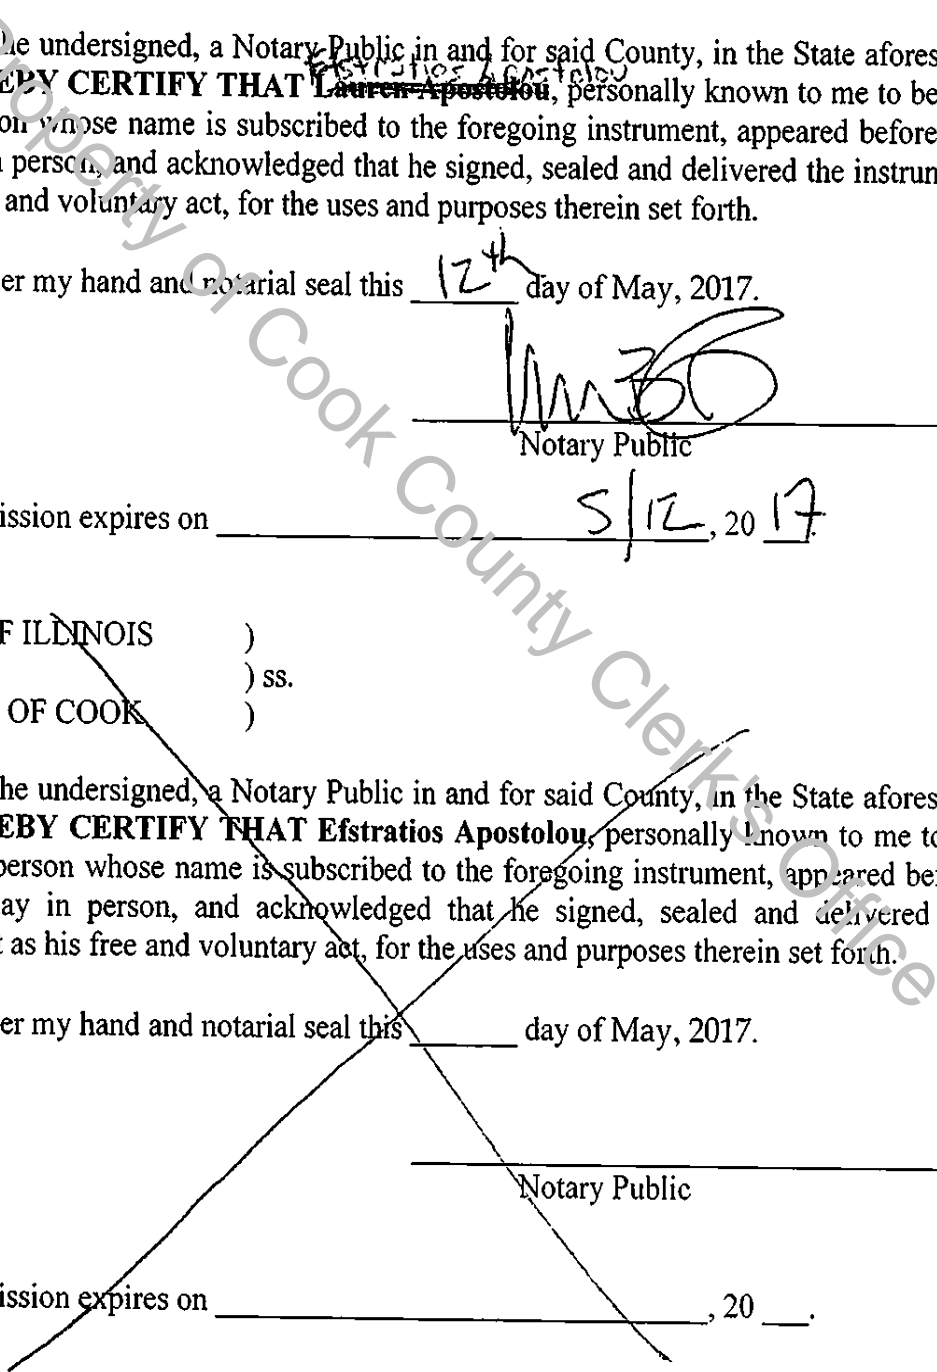 he undersigned, a Notary Public in and for said County, in the State afores
Efstratios Apostolou
EBY CERTIFY THAT Lauren Apostolou, personally known to me to be
on whose name is subscribed to the foregoing instrument, appeared before
person, and acknowledged that he signed, sealed and delivered the instrun
and voluntary act, for the uses and purposes therein set forth.
er my hand and notarial seal this 12th day of May, 2017.
Notary Public
ission expires on 5/12, 20 17.
F ILLINOIS )
) ss.
OF COOK )
he undersigned, a Notary Public in and for said County, in the State afores
EBY CERTIFY THAT Efstratios Apostolou, personally known to me to
person whose name is subscribed to the foregoing instrument, appeared be
ay in person, and acknowledged that he signed, sealed and delivered
t as his free and voluntary act, for the uses and purposes therein set forth.
er my hand and notarial seal this ______ day of May, 2017.
Notary Public
ission expires on ______, 20 ___.
Property of Cook County Clerk's Office